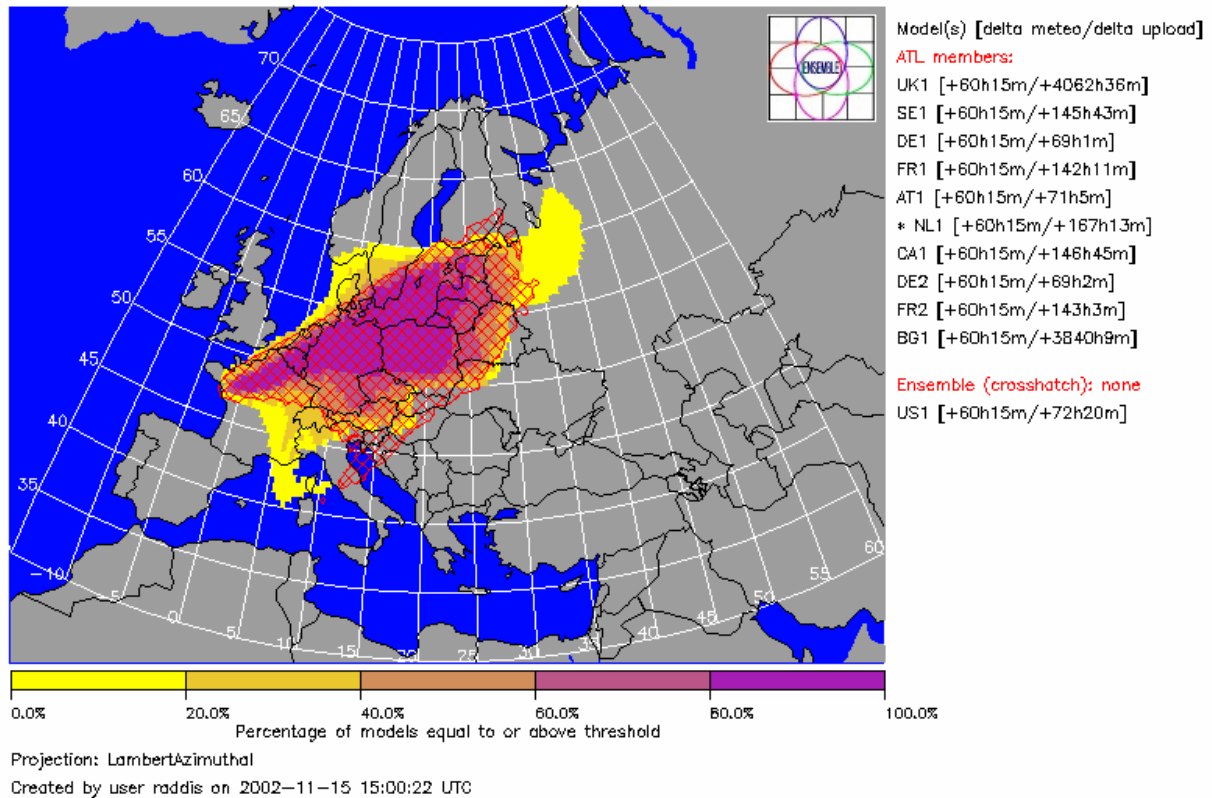 Model(s) [delta meteo/delta upload]
ATL members:
UK1 [+60h15m/+4062h36m]
SE1 [+60h15m/+145h43m]
DE1 [+60h15m/+69h1m]
FR1 [+60h15m/+142h11m]
AT1 [+60h15m/+71h5m]
* NL1 [+60h15m/+167h13m]
CA1 [+60h15m/+146h45m]
DE2 [+60h15m/+69h2m]
FR2 [+60h15m/+143h3m]
BG1 [+60h15m/+3840h9m]
Ensemble (crosshatch): none
US1 [+60h15m/+72h20m]
ENSEMBLE
70
65
60
55
50
45
40
35
-10 5 0 5 10 15 20 25 30 35 40 45 50 55 60
0.0% 20.0% 40.0% 60.0% 80.0% 100.0%
Percentage of models equal to or above threshold
Projection: LambertAzimuthal
Created by user raddis on 2002-11-15 15:00:22 UTC